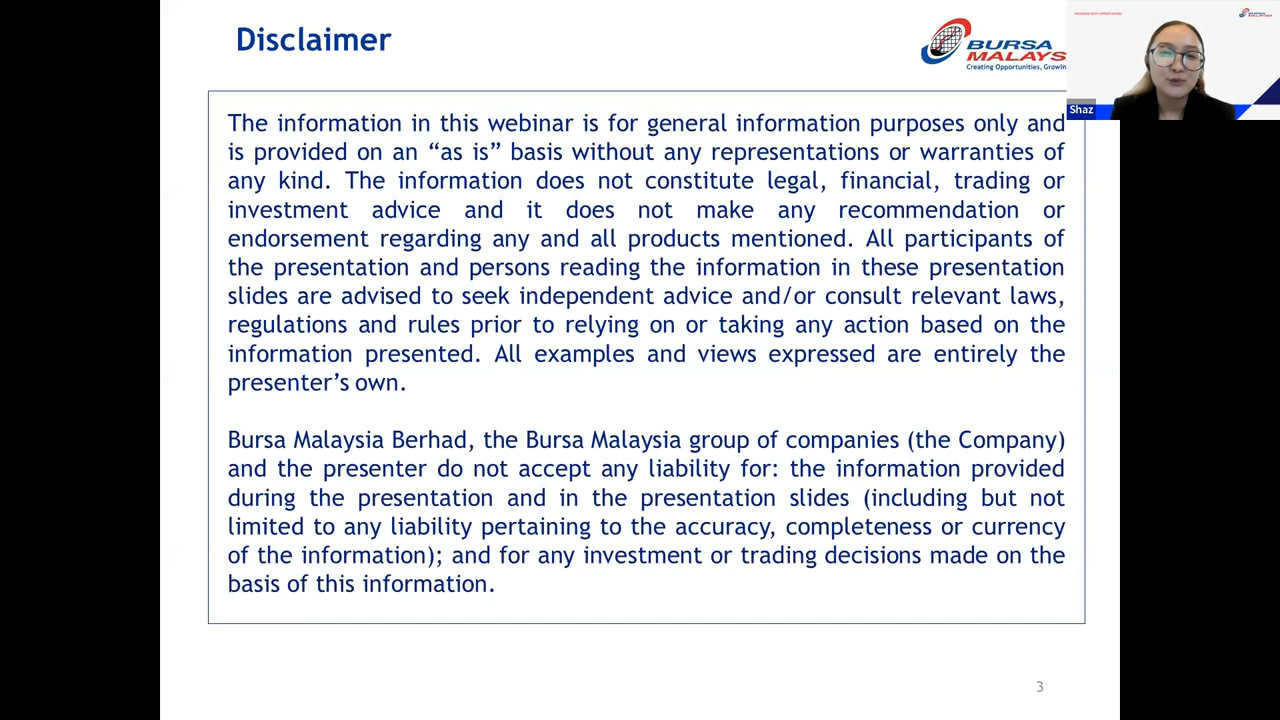 Disclaimer
BURSA
MALAYS
Creating Opportunities, Growin
BURSA
MALAYSIA
Shaz
The information in this webinar is for general information purposes only and
is provided on an “as is” basis without any representations or warranties of
any kind. The information does not constitute legal, financial, trading or
investment advice and it does not make any recommendation or
endorsement regarding any and all products mentioned. All participants of
the presentation and persons reading the information in these presentation
slides are advised to seek independent advice and/or consult relevant laws,
regulations and rules prior to relying on or taking any action based on the
information presented. All examples and views expressed are entirely the
presenter’s own.
Bursa Malaysia Berhad, the Bursa Malaysia group of companies (the Company)
and the presenter do not accept any liability for: the information provided
during the presentation and in the presentation slides (including but not
limited to any liability pertaining to the accuracy, completeness or currency
of the information); and for any investment or trading decisions made on the
basis of this information.
3